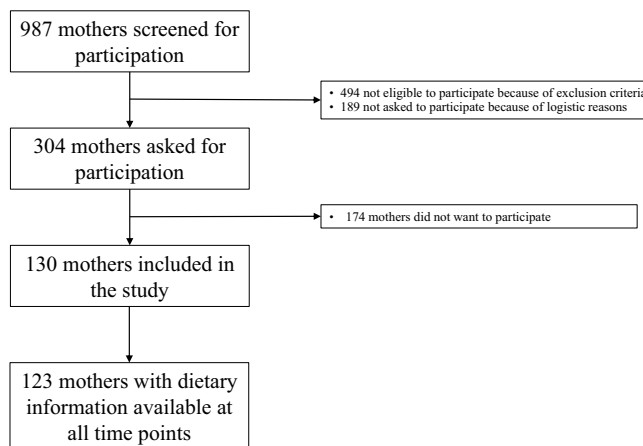 987 mothers screened for
participation
• 494 not eligible to participate because of exclusion criteria
• 189 not asked to participate because of logistic reasons
304 mothers asked for
participation
• 174 mothers did not want to participate
130 mothers included in
the study
123 mothers with dietary
information available at
all time points